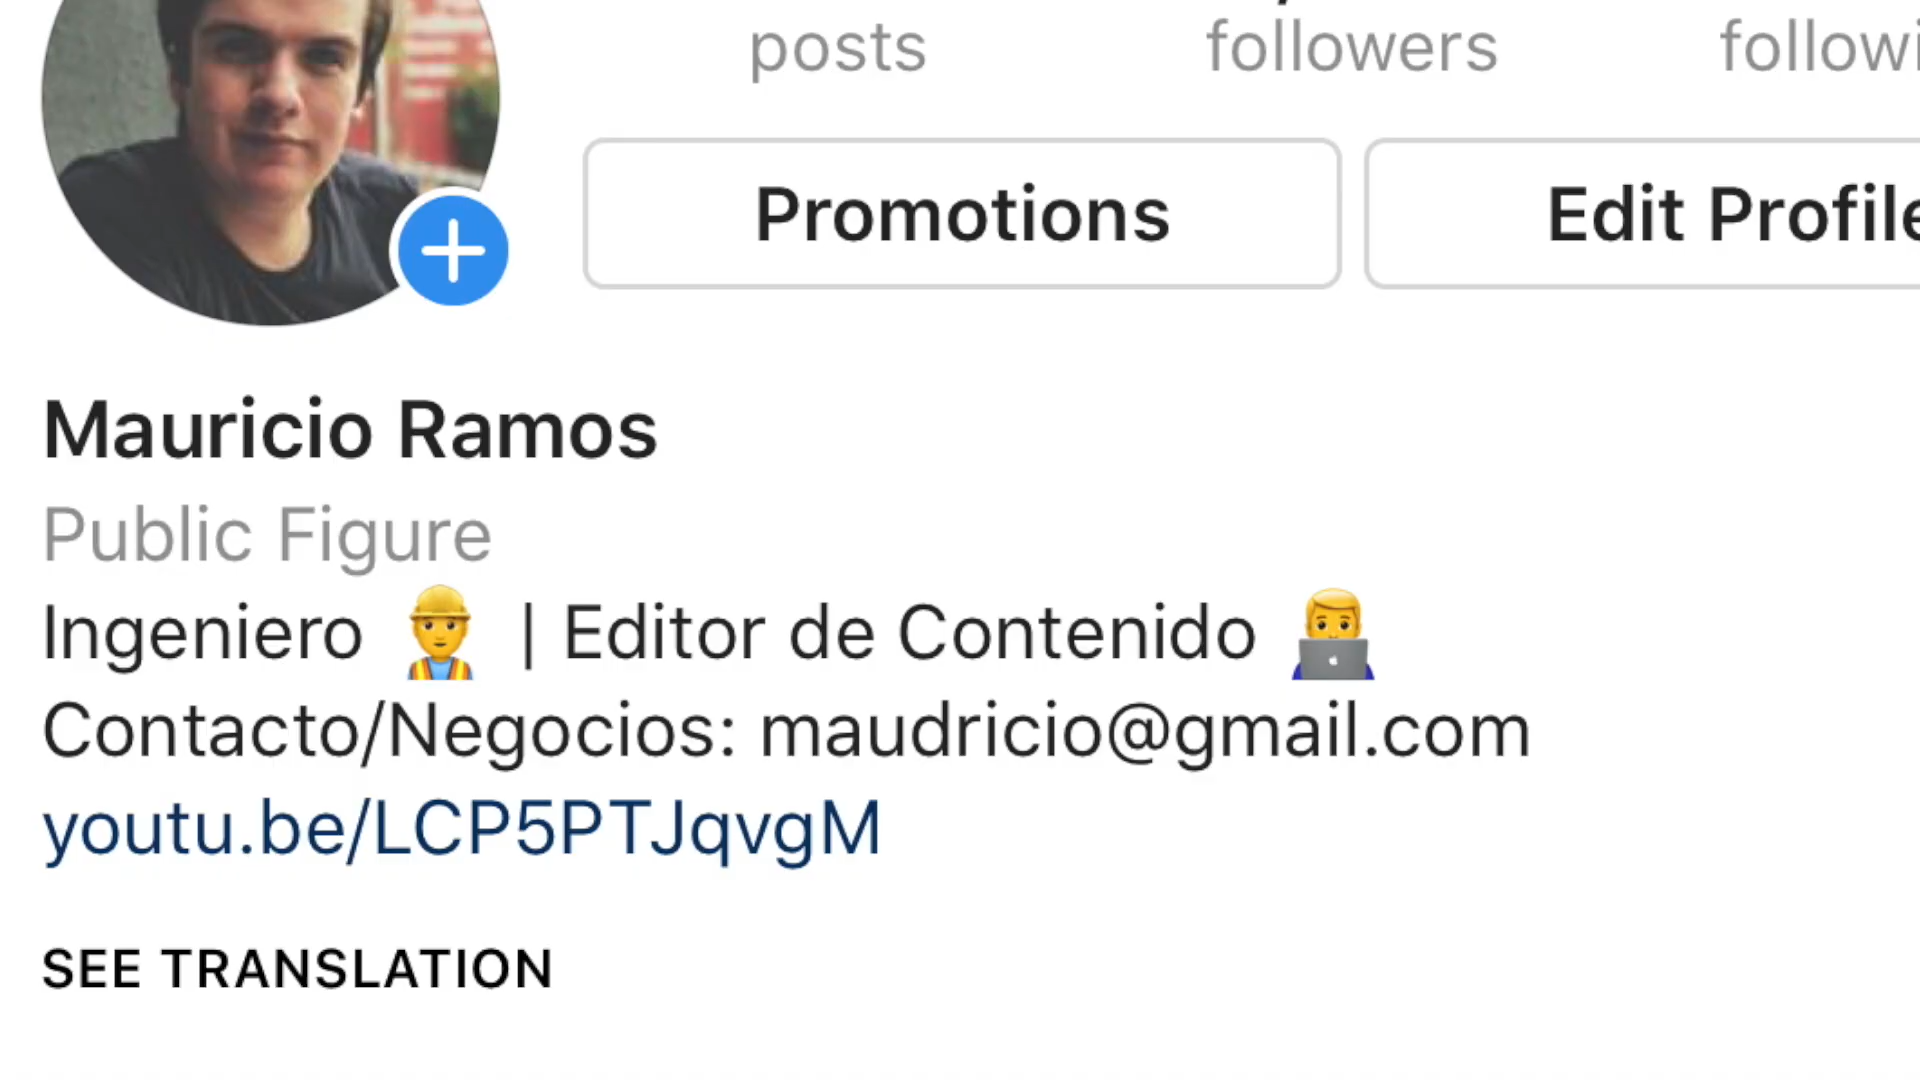 posts followers
Promotions Edit Profile
Mauricio Ramos
Public Figure
Ingeniero 👷‍♂️ | Editor de Contenido 👨‍💻
Contacto/Negocios: maudricio@gmail.com
youtu.be/LCP5PTJqvgM
SEE TRANSLATION